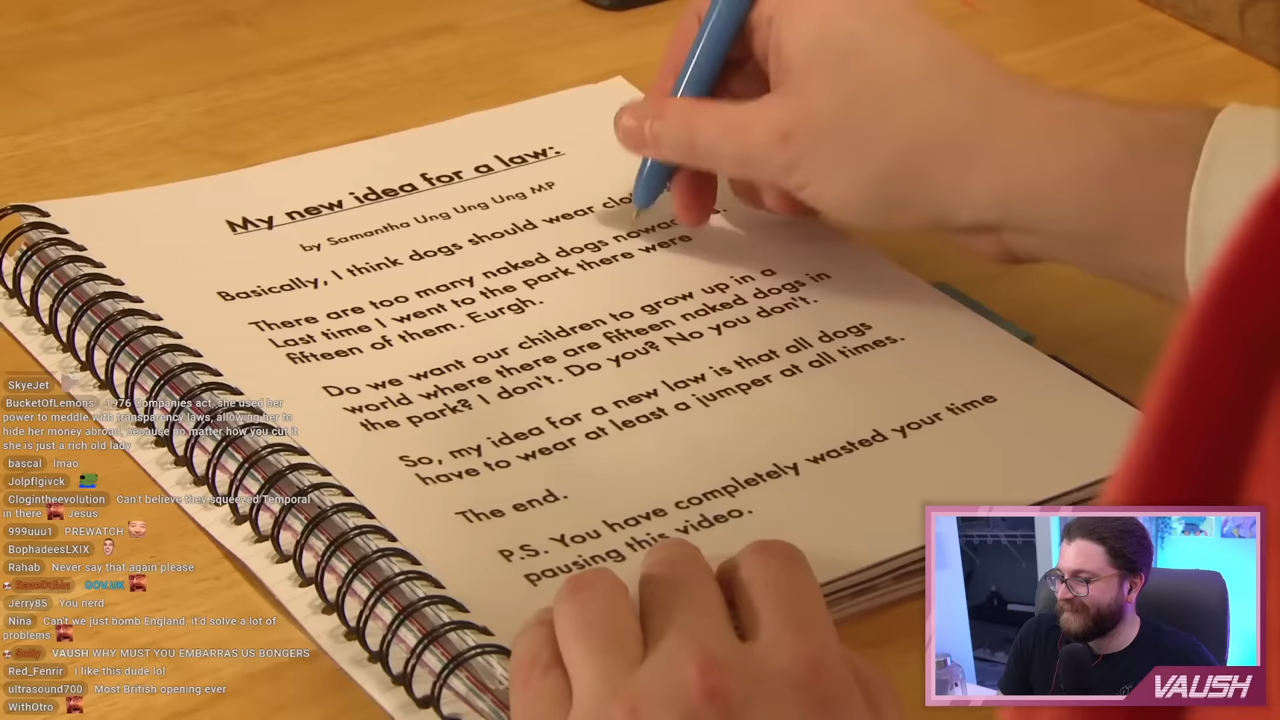 My new idea for a law:
by Samantha Ung Ung Ung MP
Basically, I think dogs should wear
There are too many naked dogs
Last time I went to the park there were
fifteen of them. Eurgh.
Do we want our children to grow up in a
world where there are fifteen naked dogs in
the park? I don't. Do you? No you don't.
So, my idea for a new law is that all dogs
have to wear at least a jumper at all times.
The end.
P.S. You have completely wasted your time
pausing this video.
SkyeJet
BucketOfLemons 1976 companies act, she used her
power to meddle with transparency laws, allowing her to
hide her money abroad, because no matter how you cut it
she is just a rich old lady
bascal lmao
Jolpflgivck
Clogintheevolution Can't believe they squeezed Temporal
in there Jesus
999uuu1 PREWATCH
BophadeesLXIX
Rahab Never say that again please
GOV.UK
Jerry85 You nerd
Nina Can't we just bomb England, it'd solve a lot of
problems
Sully VAUSH WHY MUST YOU EMBARRAS US BONGERS
Red_Fenrir I like this dude lol
ultrasound700 Most British opening ever
WithOtro
VAUSH